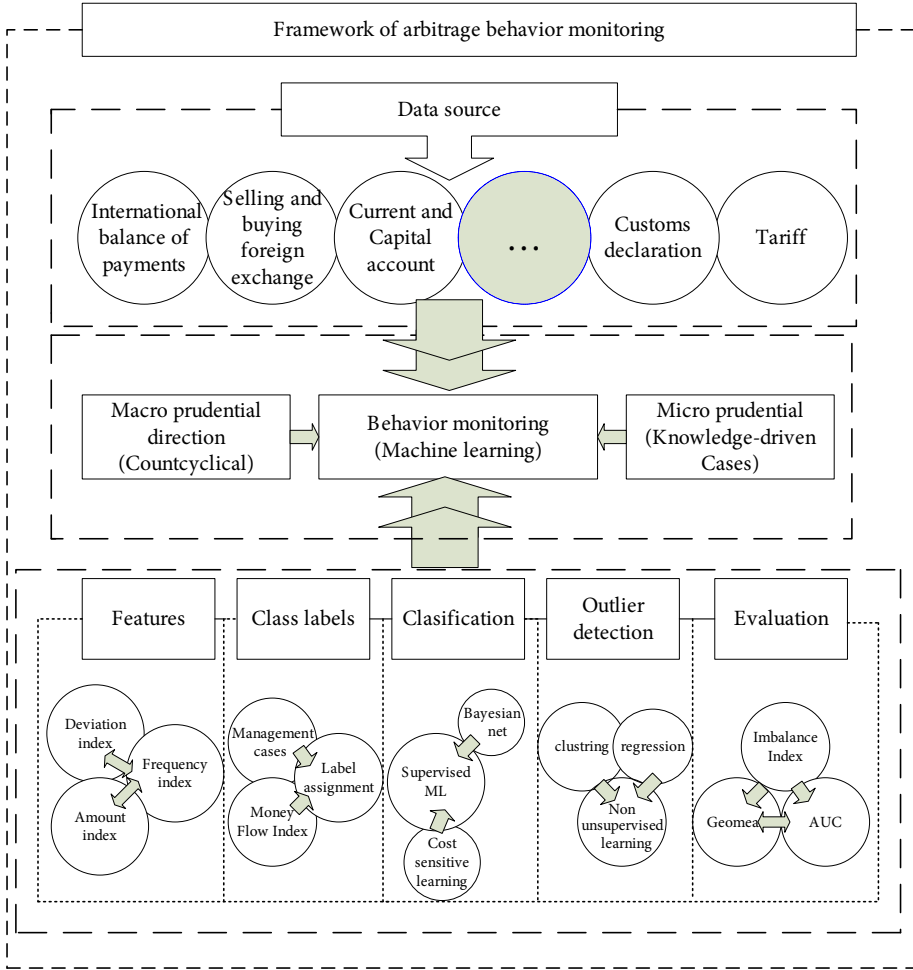 Framework of arbitrage behavior monitoring
Data source
International
balance of
payments
Selling and
buying
foreign
exchange
Current and
Capital
account
...
Customs
declaration
Tariff
Macro prudential
direction
(Countcyclical)
Behavior monitoring
(Machine learning)
Micro prudential
(Knowledge-driven
Cases)
Features
Class labels
Clasification
Outlier
detection
Evaluation
Deviation
index
Frequency
index
Amount
index
Management
cases
Label
assignment
Money
Flow Index
Bayesian
net
Supervised
ML
Cost
sensitive
learning
clustring
regression
Non
unsupervised
learning
Imbalance
Index
Geomea
AUC